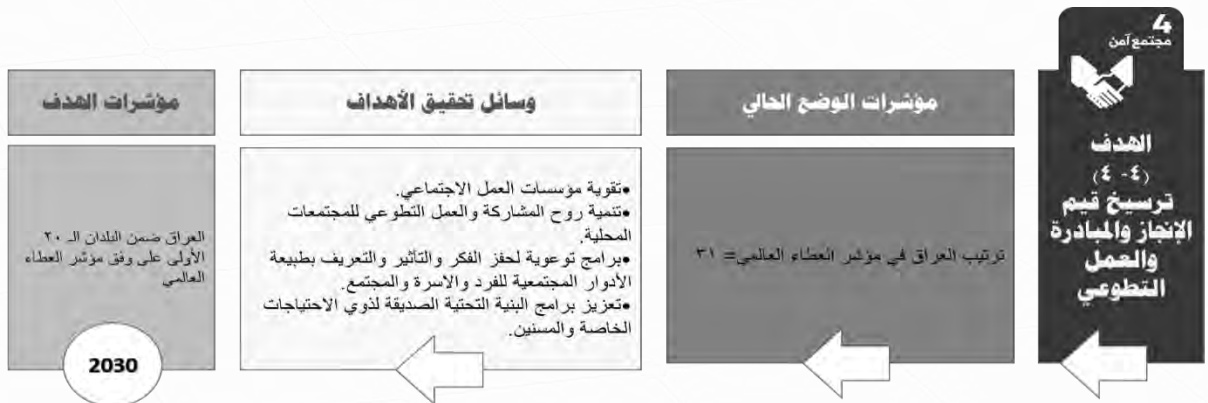 4
مجتمع آمن
الهدف
(٤- ٤)
ترسيخ قيم
الإنجاز والمبادرة
والعمل
التطوعي
مؤشرات الوضع الحالي
ترتيب العراق في مؤشر العطاء العالمي= ٣١
وسائل تحقيق الأهداف
•تقوية مؤسسات العمل الاجتماعي.
•تنمية روح المشاركة والعمل التطوعي للمجتمعات
المحلية.
•برامج توعوية لحفز الفكر والتأثير والتعريف بطبيعة
الأدوار المجتمعية للفرد والاسرة والمجتمع.
•تعزيز برامج البنية التحتية الصديقة لذوي الاحتياجات
الخاصة والمسنين.
مؤشرات الهدف
العراق ضمن البلدان الـ ٢٠
الأولى على وفق مؤشر العطاء
العالمي
2030